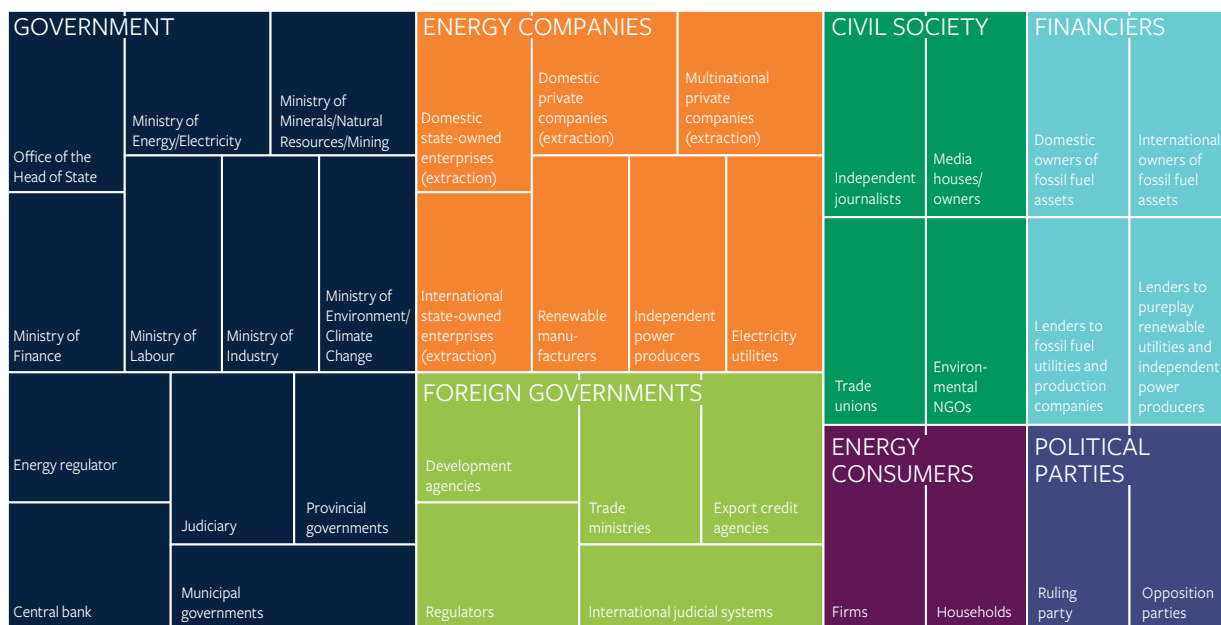 GOVERNMENT
Office of the
Head of State
Ministry of
Energy/Electricity
Ministry of
Minerals/Natural
Resources/Mining
Ministry of
Finance
Ministry of
Labour
Ministry of
Industry
Ministry of
Environment/
Climate
Change
Energy regulator
Judiciary
Provincial
governments
Central bank
Municipal
governments
ENERGY COMPANIES
Domestic
state-owned
enterprises
(extraction)
Domestic
private
companies
(extraction)
Multinational
private
companies
(extraction)
International
state-owned
enterprises
(extraction)
Renewable
manu-
facturers
Independent
power
producers
Electricity
utilities
FOREIGN GOVERNMENTS
Development
agencies
Trade
ministries
Export credit
agencies
Regulators
International judicial systems
CIVIL SOCIETY
Independent
journalists
Media
houses/
owners
Trade
unions
Environ-
mental
NGOs
FINANCIERS
Domestic
owners of
fossil fuel
assets
International
owners of
fossil fuel
assets
Lenders to
fossil fuel
utilities and
production
companies
Lenders to
pureplay
renewable
utilities and
independent
power
producers
ENERGY
CONSUMERS
Firms
Households
POLITICAL
PARTIES
Ruling
party
Opposition
parties